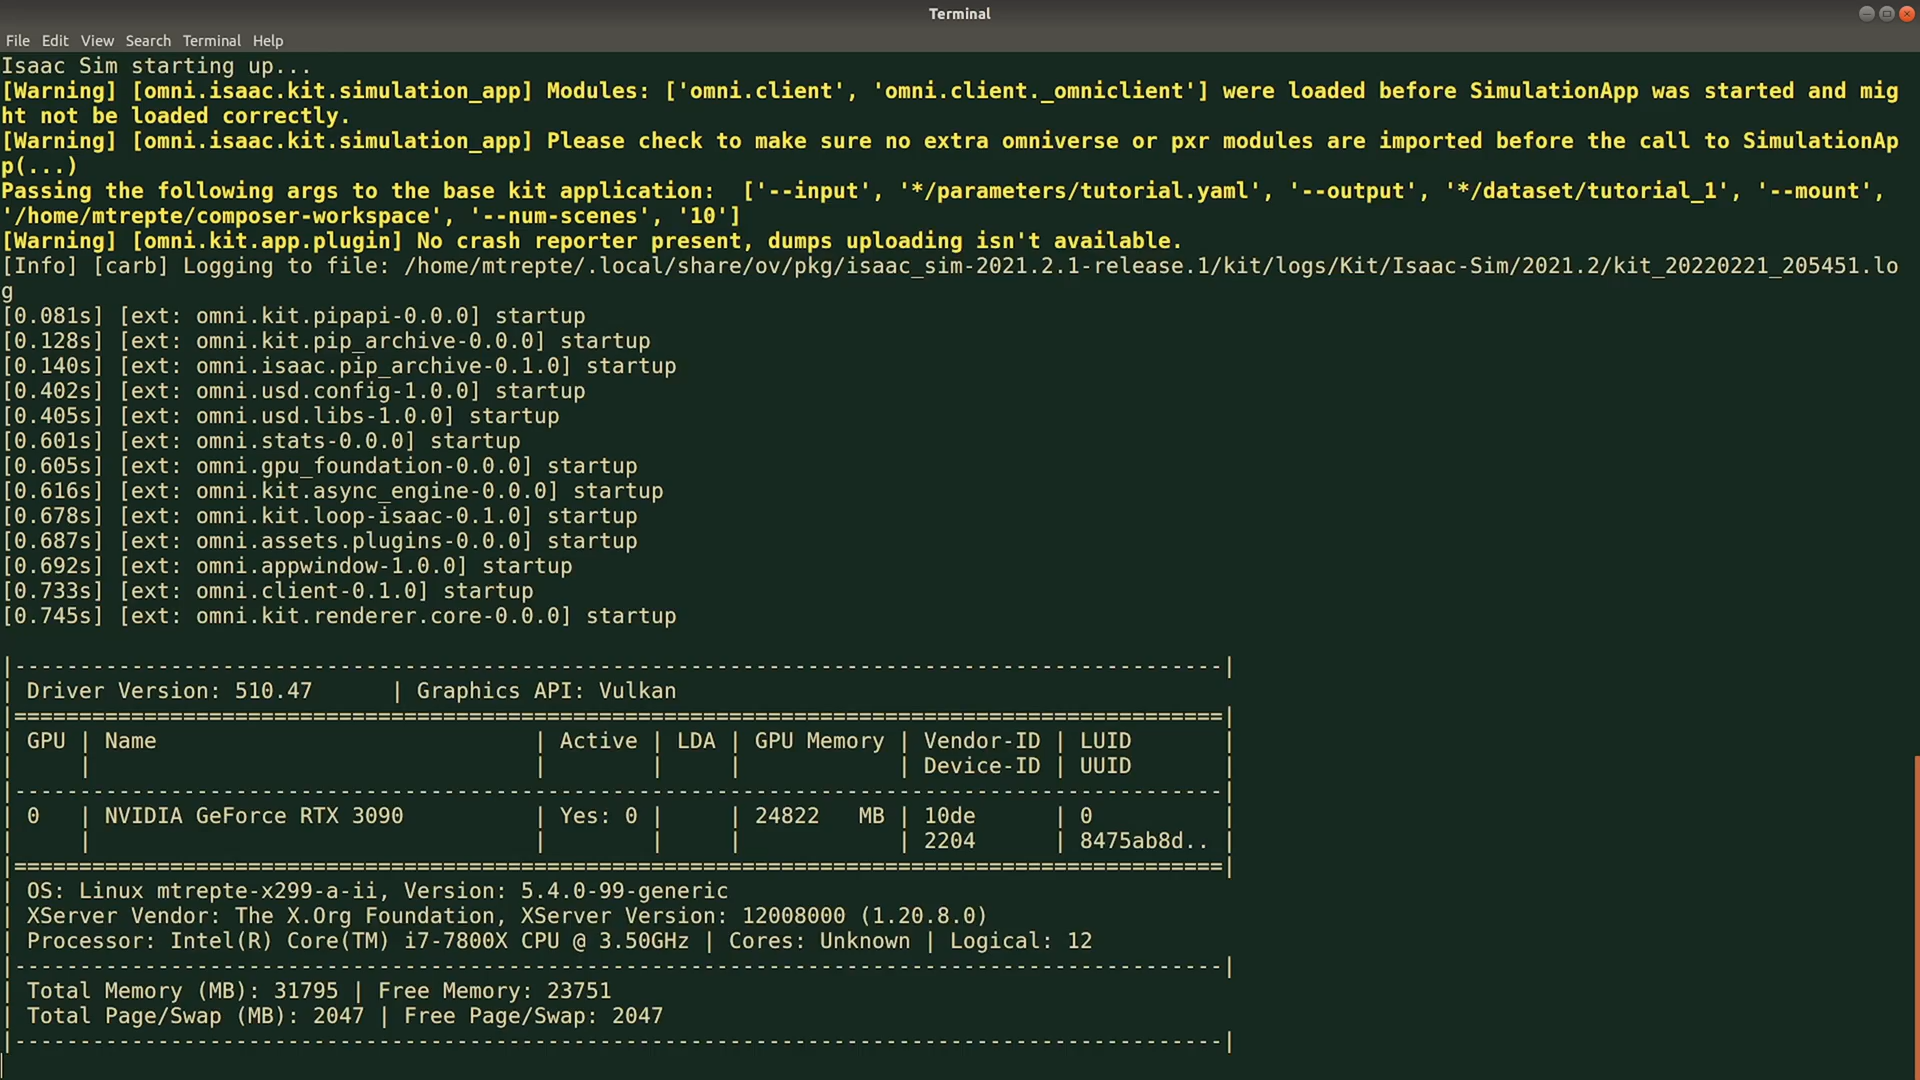 Terminal
File Edit View Search Terminal Help
Isaac Sim starting up...
[Warning] [omni.isaac.kit.simulation_app] Modules: ['omni.client', 'omni.client._omniclient'] were loaded before SimulationApp was started and mig
ht not be loaded correctly.
[Warning] [omni.isaac.kit.simulation_app] Please check to make sure no extra omniverse or pxr modules are imported before the call to SimulationAp
p(...)
Passing the following args to the base kit application:  ['--input', '*/parameters/tutorial.yaml', '--output', '*/dataset/tutorial_1', '--mount',
'/home/mtrepte/composer-workspace', '--num-scenes', '10']
[Warning] [omni.kit.app.plugin] No crash reporter present, dumps uploading isn't available.
[Info] [carb] Logging to file: /home/mtrepte/.local/share/ov/pkg/isaac_sim-2021.2.1-release.1/kit/logs/Kit/Isaac-Sim/2021.2/kit_20220221_205451.lo
g
[0.081s] [ext: omni.kit.pipapi-0.0.0] startup
[0.128s] [ext: omni.kit.pip_archive-0.0.0] startup
[0.140s] [ext: omni.isaac.pip_archive-0.1.0] startup
[0.402s] [ext: omni.usd.config-1.0.0] startup
[0.405s] [ext: omni.usd.libs-1.0.0] startup
[0.601s] [ext: omni.stats-0.0.0] startup
[0.605s] [ext: omni.gpu_foundation-0.0.0] startup
[0.616s] [ext: omni.kit.async_engine-0.0.0] startup
[0.678s] [ext: omni.kit.loop-isaac-0.1.0] startup
[0.687s] [ext: omni.assets.plugins-0.0.0] startup
[0.692s] [ext: omni.appwindow-1.0.0] startup
[0.733s] [ext: omni.client-0.1.0] startup
[0.745s] [ext: omni.kit.renderer.core-0.0.0] startup
|---------------------------------------------------------------------------------------------|
| Driver Version: 510.47      | Graphics API: Vulkan
|=============================================================================================|
| GPU | Name                             | Active | LDA | GPU Memory | Vendor-ID | LUID       |
|     |                                  |        |     |            | Device-ID | UUID       |
|---------------------------------------------------------------------------------------------|
| 0   | NVIDIA GeForce RTX 3090          | Yes: 0 |     | 24822   MB | 10de      | 0          |
|     |                                  |        |     |            | 2204      | 8475ab8d.. |
|=============================================================================================|
| OS: Linux mtrepte-x299-a-ii, Version: 5.4.0-99-generic
| XServer Vendor: The X.Org Foundation, XServer Version: 12008000 (1.20.8.0)
| Processor: Intel(R) Core(TM) i7-7800X CPU @ 3.50GHz | Cores: Unknown | Logical: 12
|---------------------------------------------------------------------------------------------|
| Total Memory (MB): 31795 | Free Memory: 23751
| Total Page/Swap (MB): 2047 | Free Page/Swap: 2047
|---------------------------------------------------------------------------------------------|